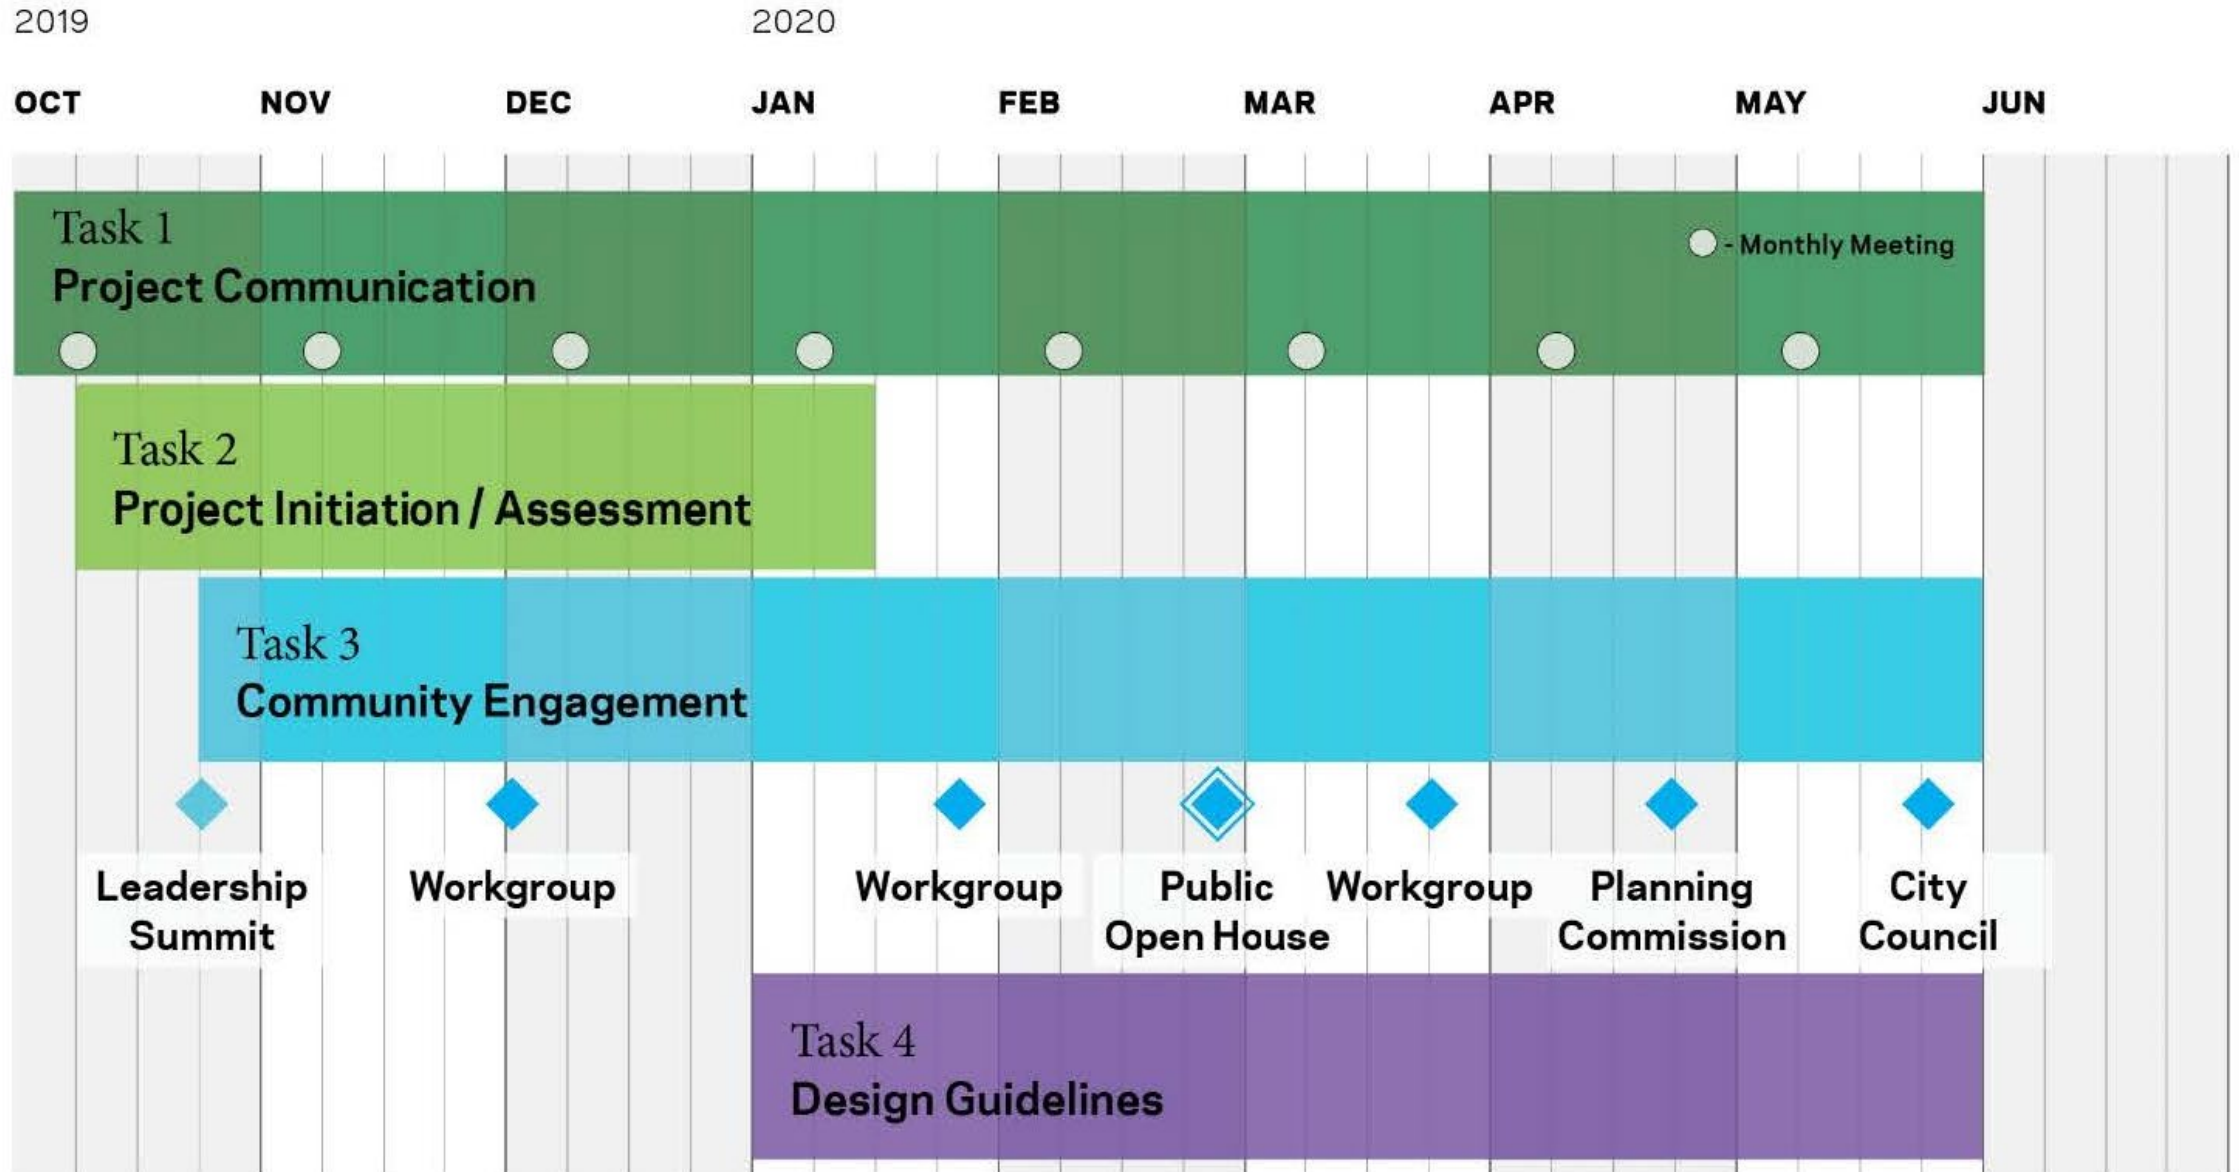 2019 2020
OCT NOV DEC JAN FEB MAR APR MAY JUN
Task 1
- Monthly Meeting
Project Communication
Task 2
Project Initiation / Assessment
Task 3
Community Engagement
Leadership
Summit
Workgroup
Workgroup
Public
Open House
Workgroup
Planning
Commission
City
Council
Task 4
Design Guidelines